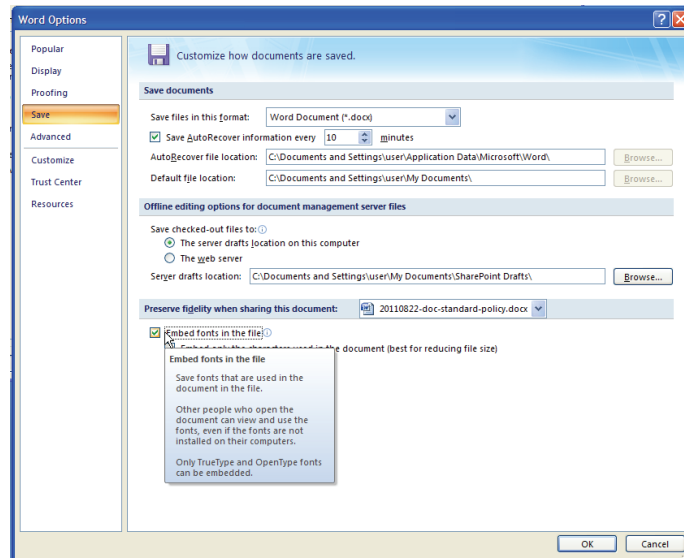 Word Options
Popular
Display
Proofing
Save
Advanced
Customize
Trust Center
Resources
Customize how documents are saved.
Save documents
Save files in this format: Word Document (*.docx)
Save AutoRecover information every 10 minutes
AutoRecover file location: C:\Documents and Settings\user\Application Data\Microsoft\Word\ Browse...
Default file location: C:\Documents and Settings\user\My Documents\ Browse...
Offline editing options for document management server files
Save checked-out files to:
The server drafts location on this computer
The web server
Server drafts location: C:\Documents and Settings\user\My Documents\SharePoint Drafts\ Browse...
Preserve fidelity when sharing this document: 20110822-doc-standard-policy.docx
Embed fonts in the file
Embed only the characters used in the document (best for reducing file size)
Embed fonts in the file
Save fonts that are used in the
document in the file.
Other people who open the
document can view and use the
fonts, even if the fonts are not
installed on their computers.
Only TrueType and OpenType fonts
can be embedded.
OK Cancel